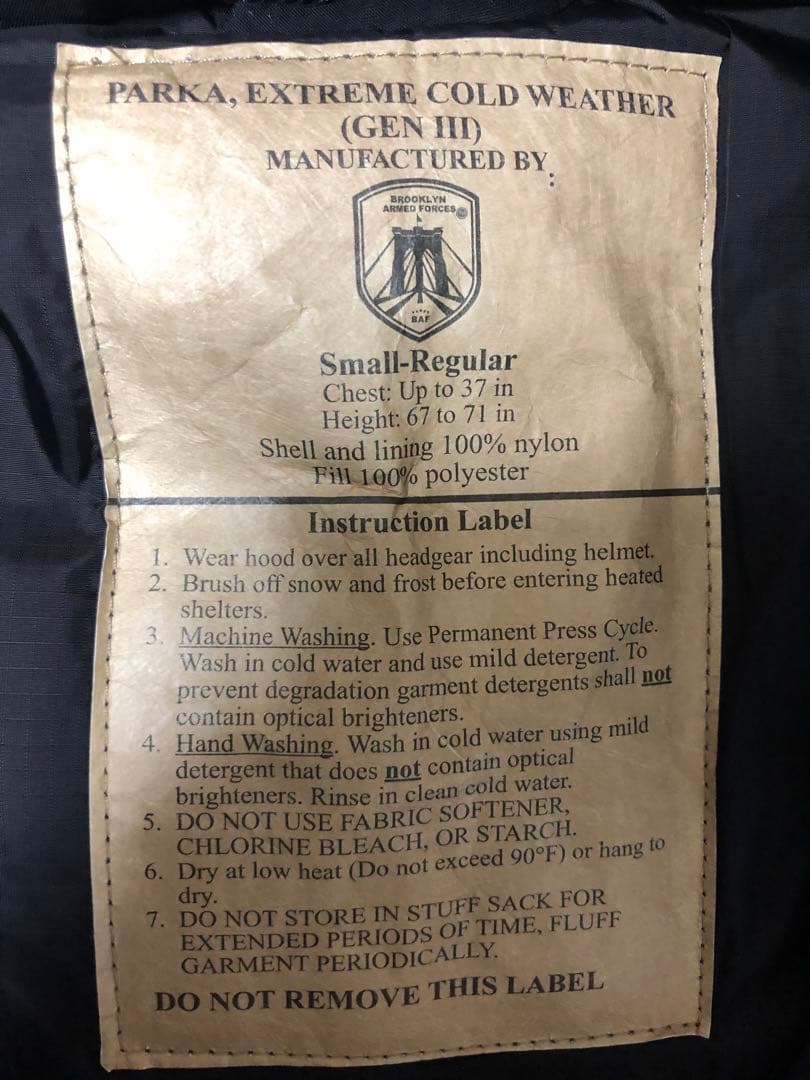 PARKA, EXTREME COLD WEATHER
(GEN III)
MANUFACTURED BY:
BROOKLYN
ARMED FORCES
BAF
Small-Regular
Chest: Up to 37 in
Height: 67 to 71 in
Shell and lining 100% nylon
Fill 100% polyester
Instruction Label
1. Wear hood over all headgear including helmet.
2. Brush off snow and frost before entering heated
shelters.
3. Machine Washing. Use Permanent Press Cycle.
Wash in cold water and use mild detergent. To
prevent degradation garment detergents shall not
contain optical brighteners.
4. Hand Washing. Wash in cold water using mild
detergent that does not contain optical
brighteners. Rinse in clean cold water.
5. DO NOT USE FABRIC SOFTENER,
CHLORINE BLEACH, OR STARCH.
6. Dry at low heat (Do not exceed 90°F) or hang to
dry.
7. DO NOT STORE IN STUFF SACK FOR
EXTENDED PERIODS OF TIME, FLUFF
GARMENT PERIODICALLY.
DO NOT REMOVE THIS LABEL